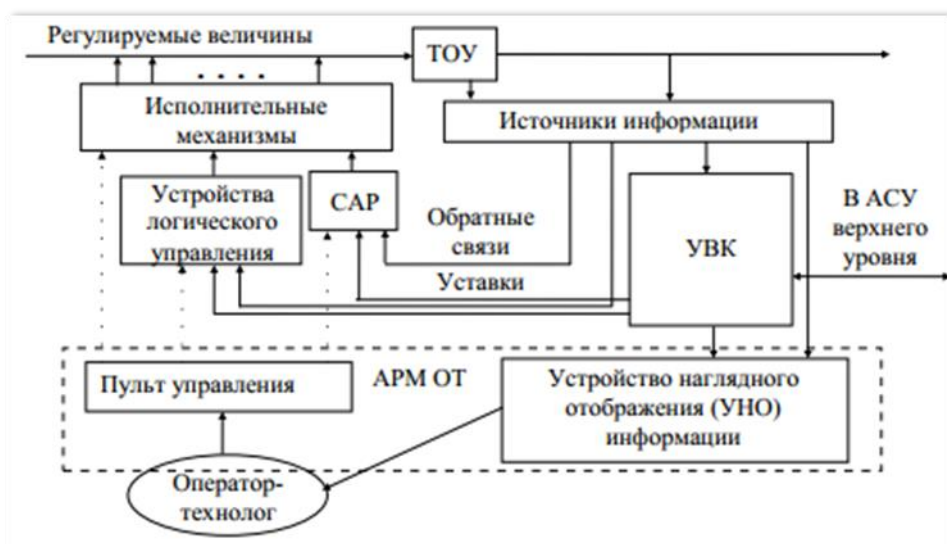 Регулируемые величины
ТОУ
Исполнительные
механизмы
Источники информации
Устройства
логического
управления
САР
Обратные
связи
Уставки
УВК
В АСУ
верхнего
уровня
Пульт управления
АРМ ОТ
Устройство наглядного
отображения (УНО)
информации
Оператор-
технолог